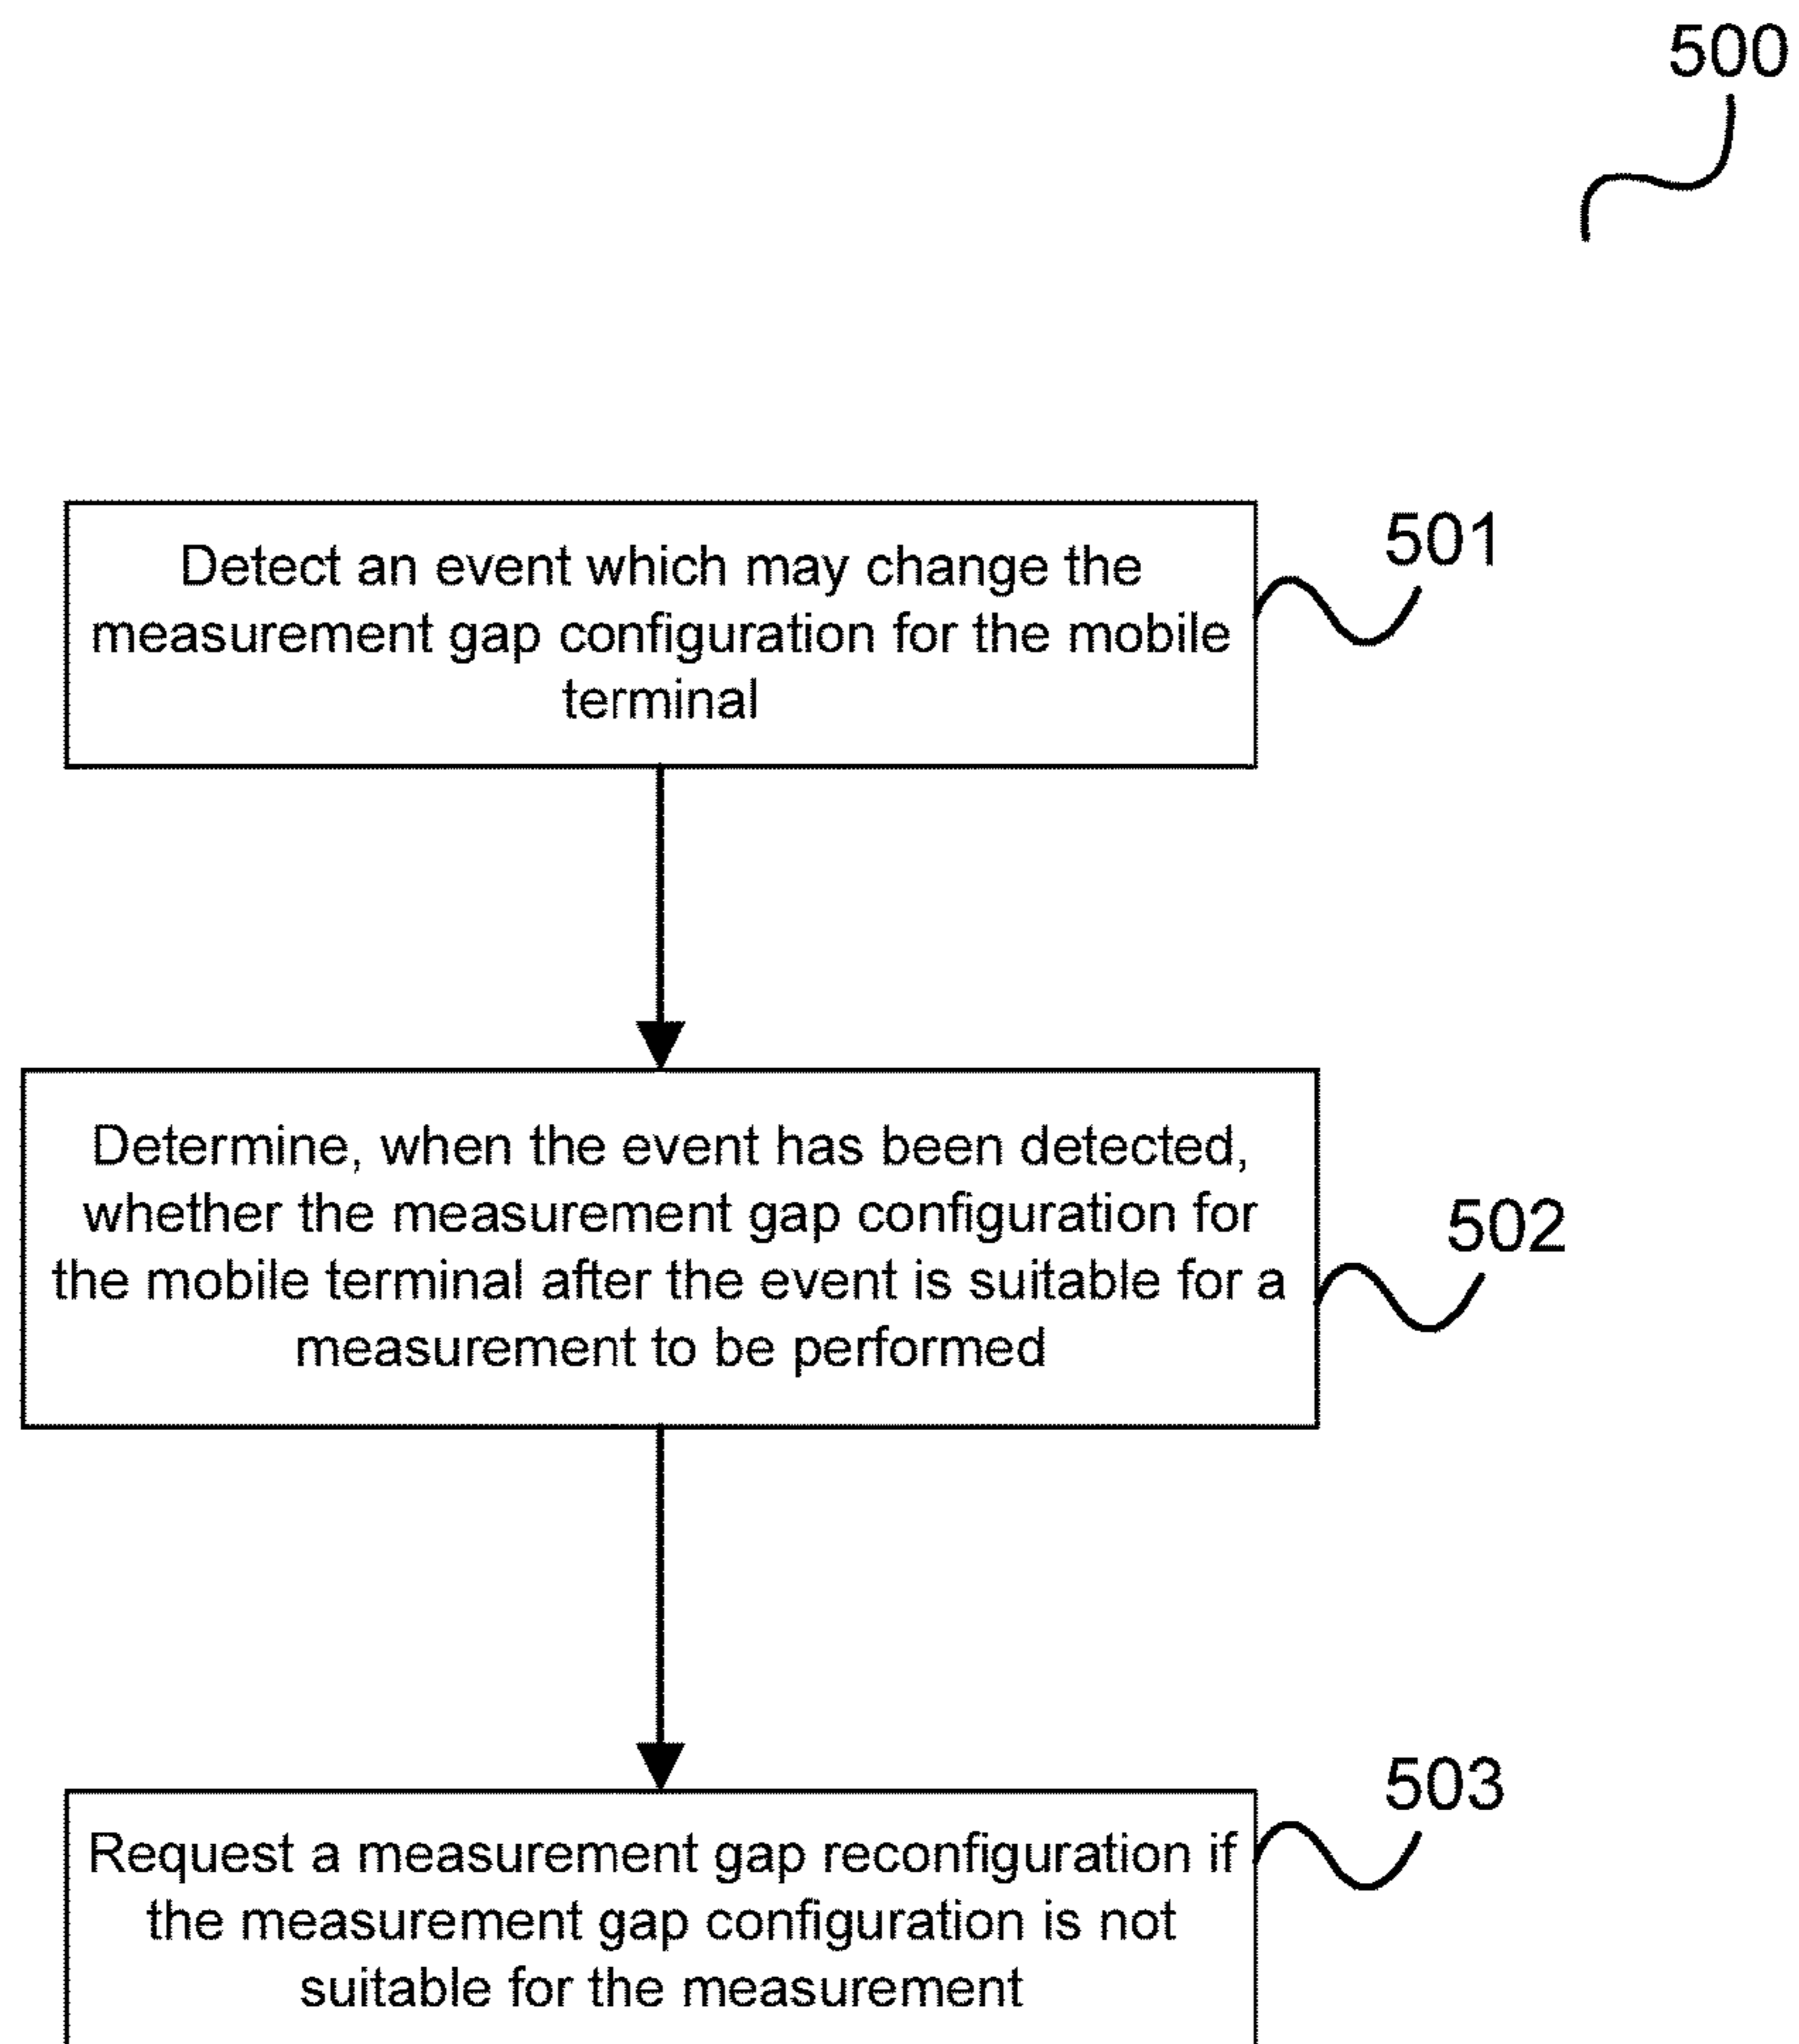 500
Detect an event which may change the
measurement gap configuration for the mobile
terminal
501
Determine, when the event has been detected,
whether the measurement gap configuration for
the mobile terminal after the event is suitable for a
measurement to be performed
502
Request a measurement gap reconfiguration if
the measurement gap configuration is not
suitable for the measurement
503